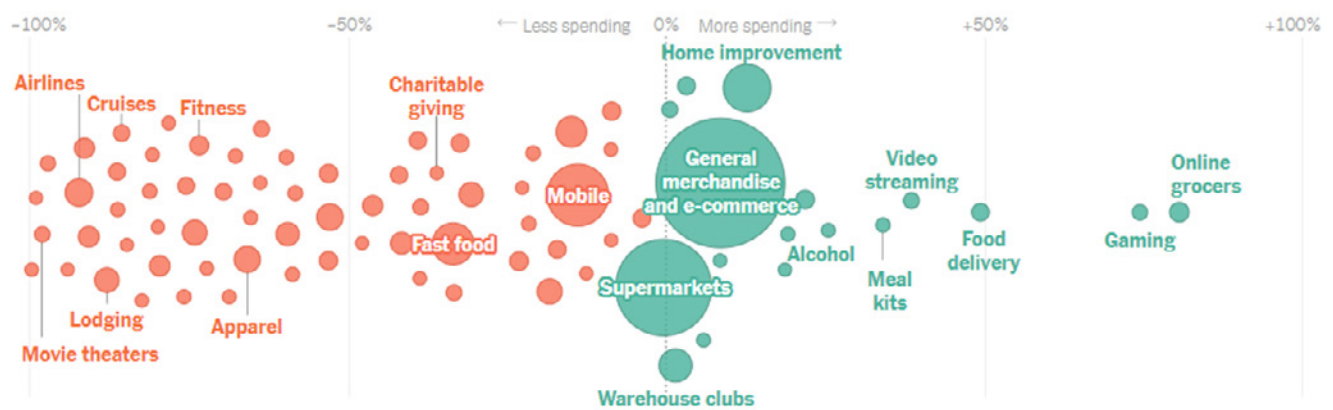 -100%
-50%
← Less spending
0%
More spending →
+50%
+100%
Home improvement
Airlines
Cruises
Fitness
Charitable
giving
General
merchandise
and e-commerce
Video
streaming
Online
grocers
Mobile
Fast food
Alcohol
Food
delivery
Gaming
Meal
kits
Supermarkets
Lodging
Apparel
Movie theaters
Warehouse clubs